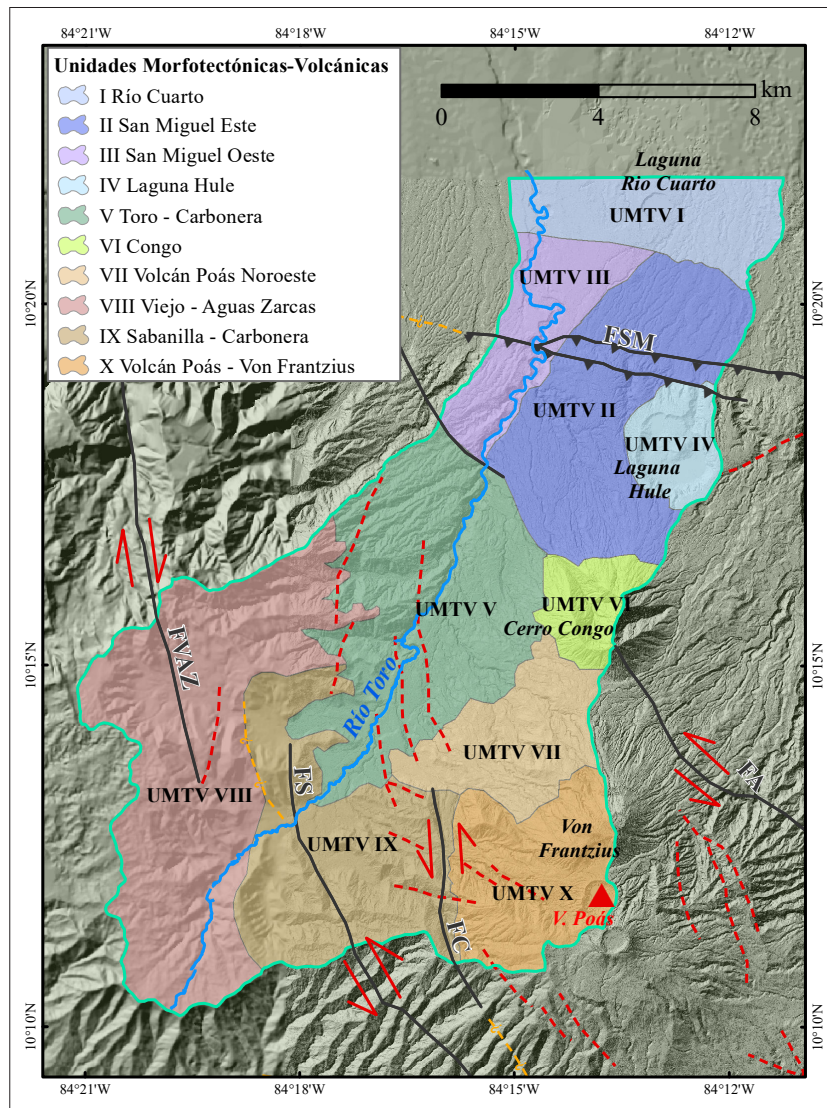 84°21'W 84°18'W 84°15'W 84°12'W
Unidades Morfotectónicas-Volcánicas
I Río Cuarto
II San Miguel Este
III San Miguel Oeste
IV Laguna Hule
V Toro - Carbonera
VI Congo
VII Volcán Poás Noroeste
VIII Viejo - Aguas Zarcas
IX Sabanilla - Carbonera
X Volcán Poás - Von Frantzius
km
0 4 8
Laguna
Rio Cuarto
UMTV I
UMTV III
10°20'N 10°20'N
FSM
UMTV II
UMTV IV
Laguna
Hule
UMTV V
UMTV VI
Cerro Congo
FVAZ
10°15'N 10°15'N
Río Toro
UMTV VII
FS
FA
UMTV VIII
UMTV IX
Von
Frantzius
UMTV X
V. Poás
FC
10°10'N 10°10'N
84°21'W 84°18'W 84°15'W 84°12'W